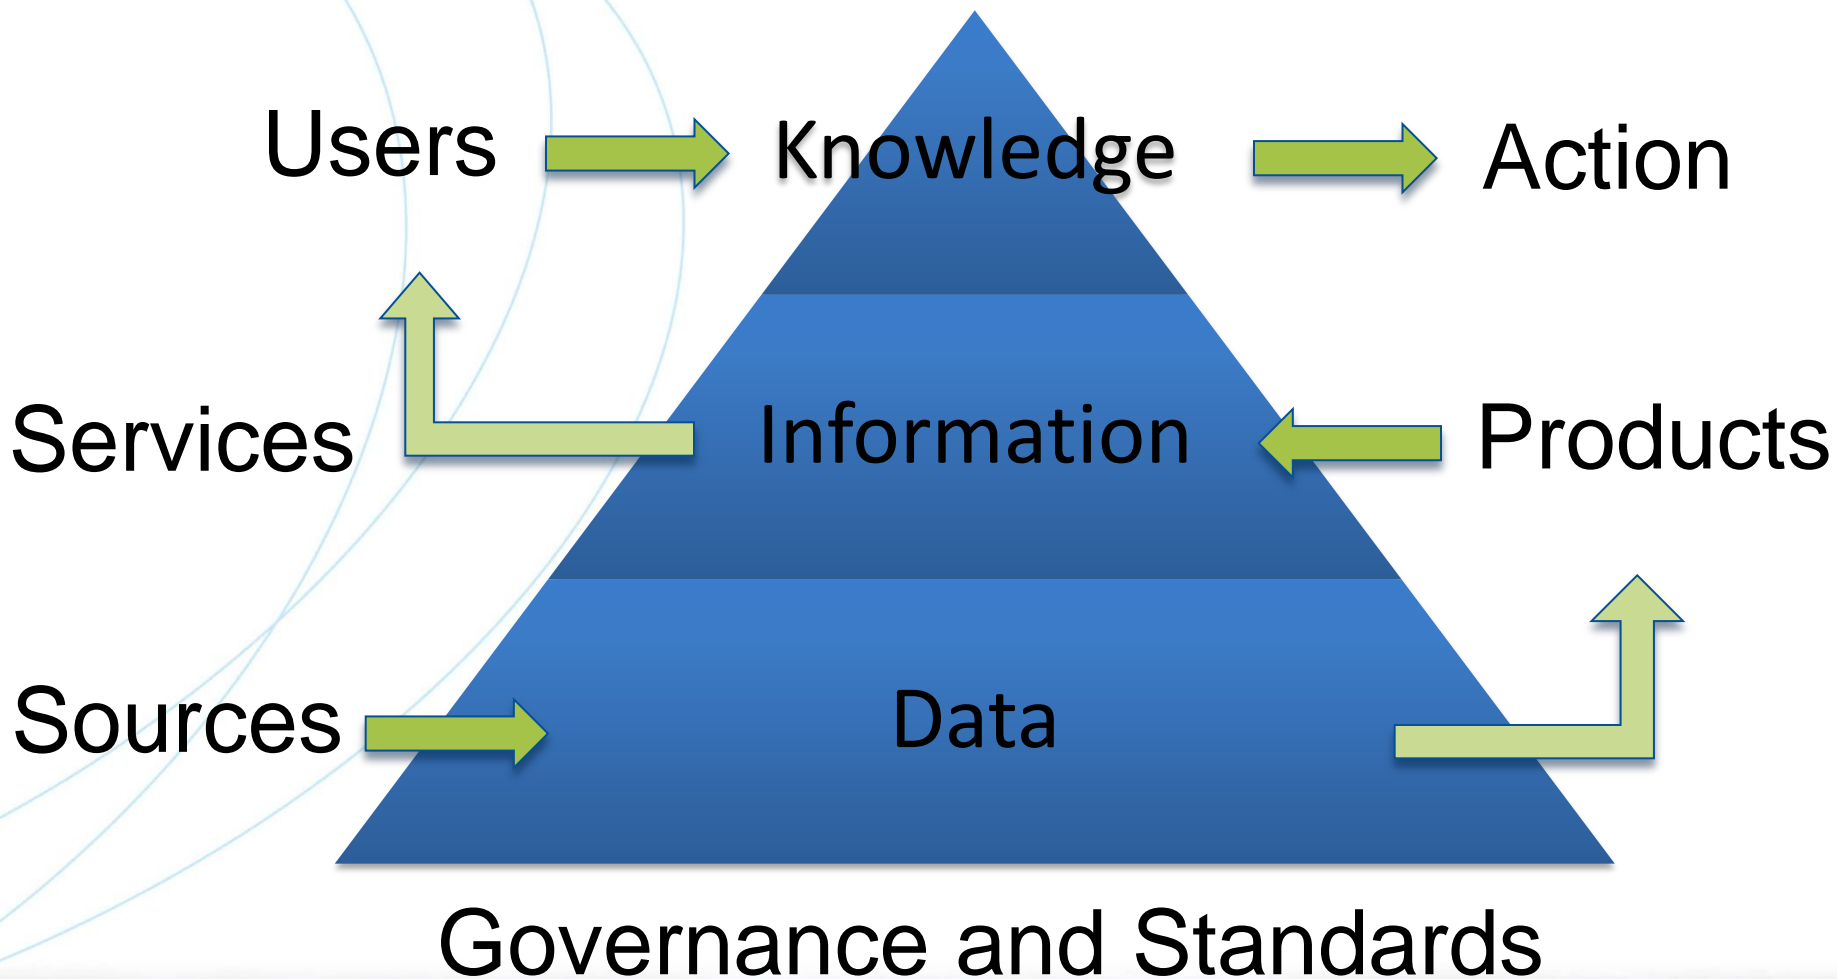 Users
Knowledge
Action
Services
Information
Products
Sources
Data
Governance and Standards